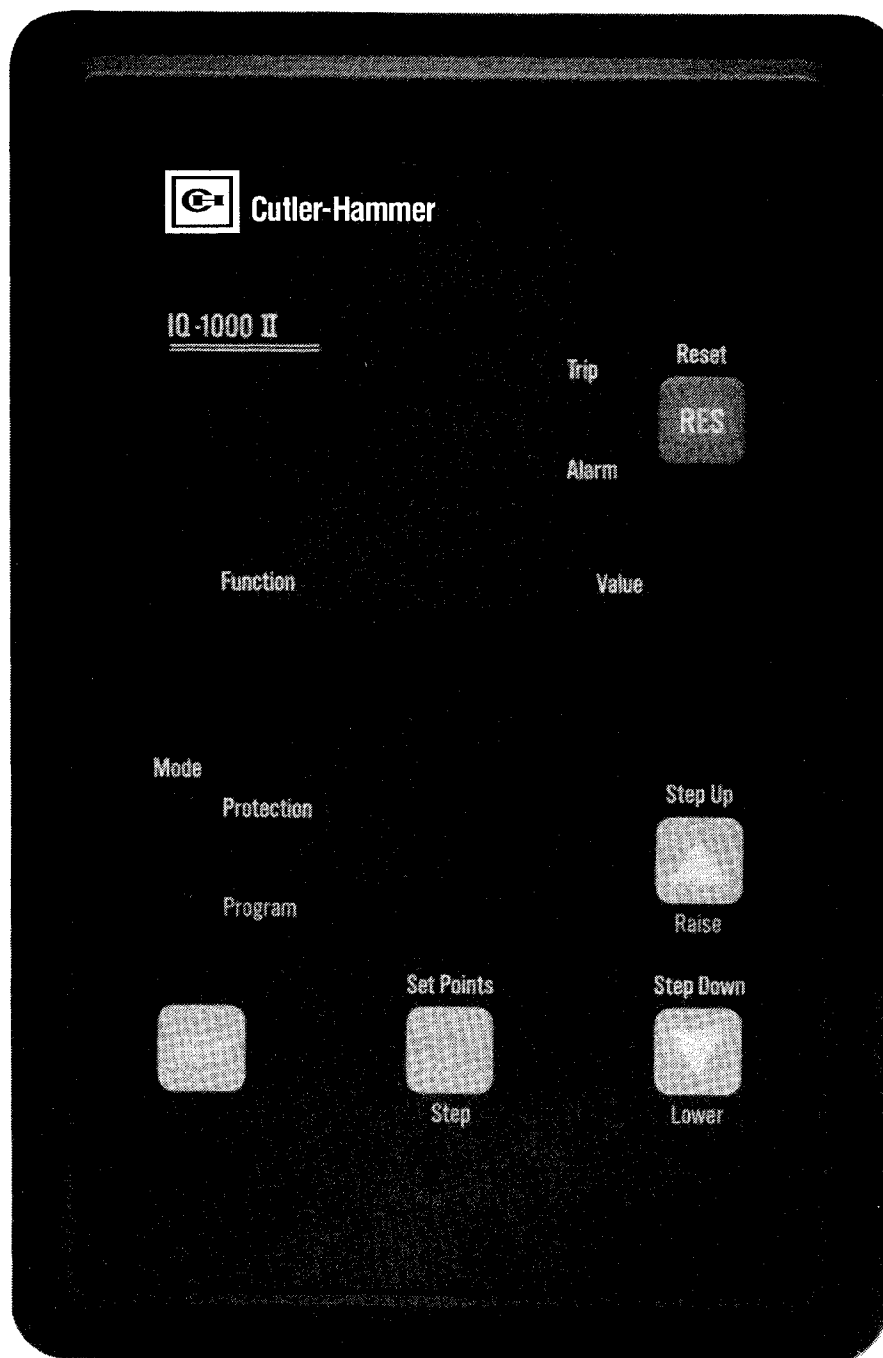 Cutler-Hammer
IQ-1000 II
Trip
Reset
RES
Alarm
Function
Value
Mode
Protection
Program
Step Up
Raise
Set Points
Step
Step Down
Lower